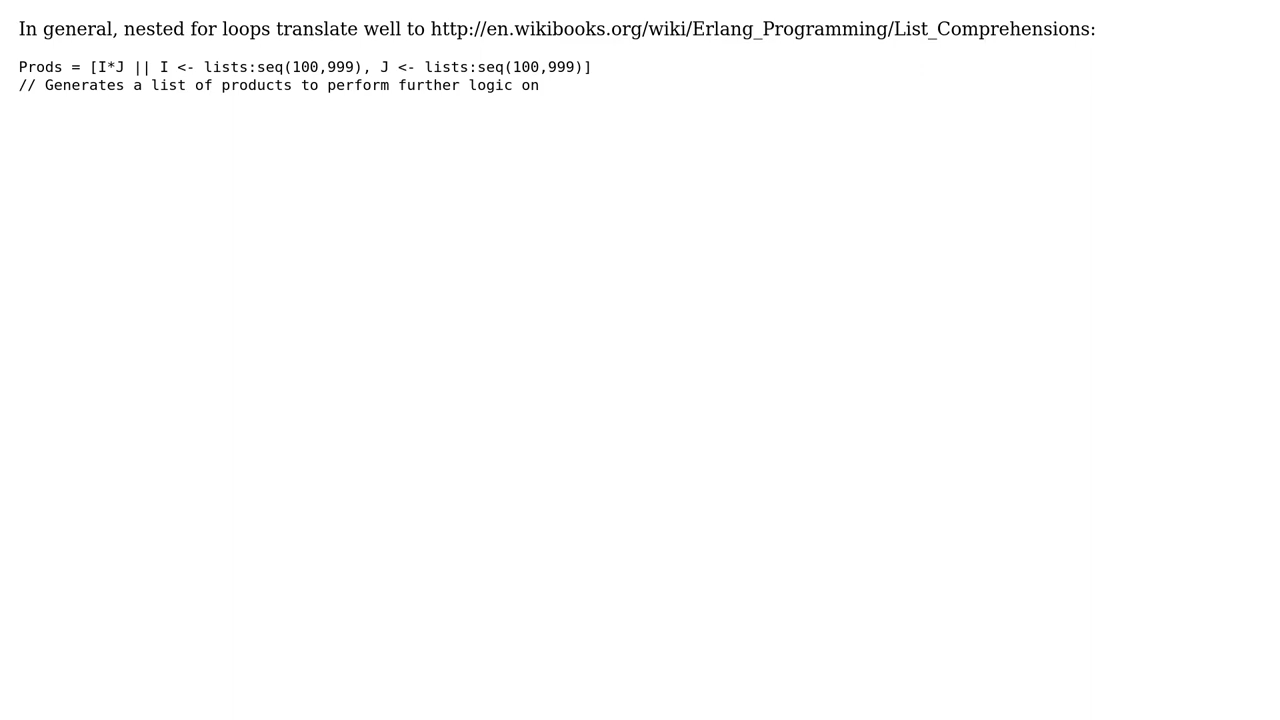 In general, nested for loops translate well to http://en.wikibooks.org/wiki/Erlang_Programming/List_Comprehensions:
Prods = [I*J || I <- lists:seq(100,999), J <- lists:seq(100,999)]
// Generates a list of products to perform further logic on